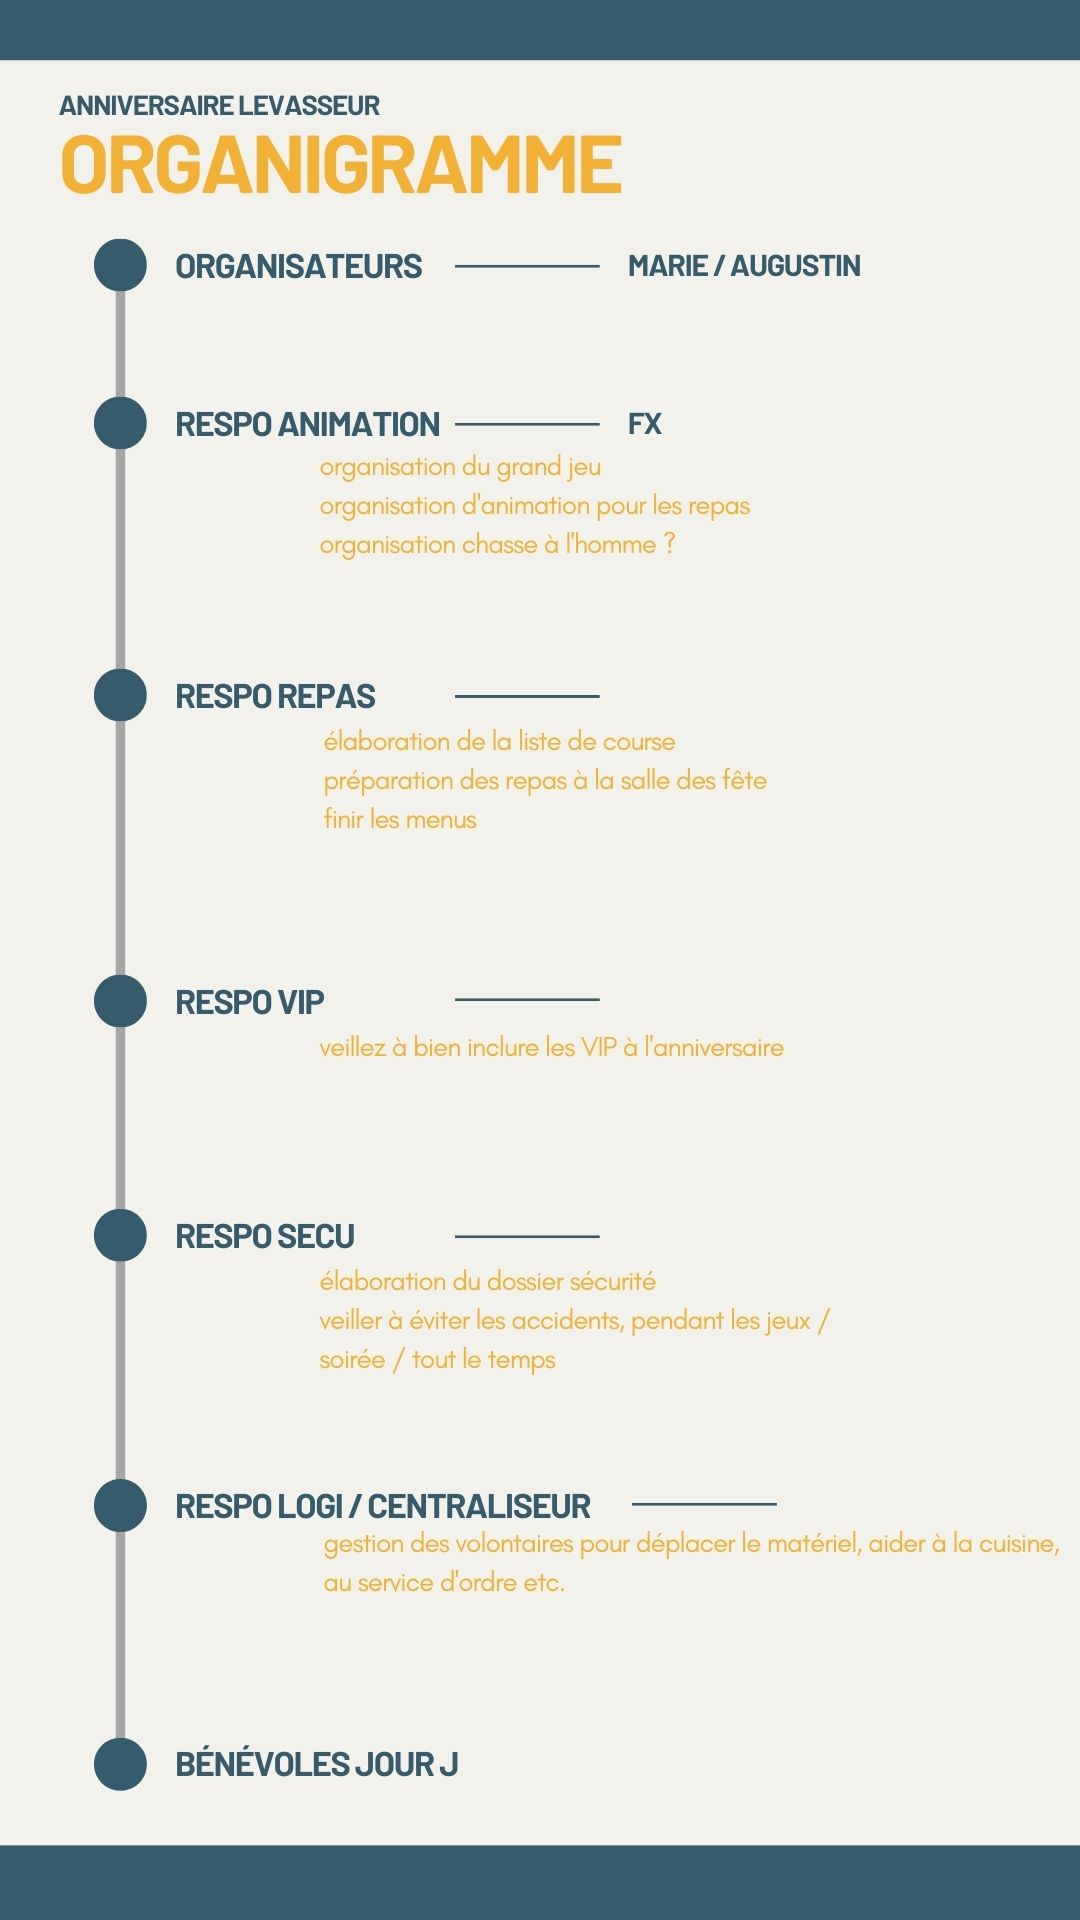 ANNIVERSAIRE LEVASSEUR
ORGANIGRAMME
ORGANISATEURS MARIE / AUGUSTIN
RESPO ANIMATION FX
organisation du grand jeu
organisation d'animation pour les repas
organisation chasse à l'homme ?
RESPO REPAS
élaboration de la liste de course
préparation des repas à la salle des fête
finir les menus
RESPO VIP
veillez à bien inclure les VIP à l'anniversaire
RESPO SECU
élaboration du dossier sécurité
veiller à éviter les accidents, pendant les jeux /
soirée / tout le temps
RESPO LOGI / CENTRALISEUR
gestion des volontaires pour déplacer le matériel, aider à la cuisine,
au service d'ordre etc.
BÉNÉVOLES JOUR J